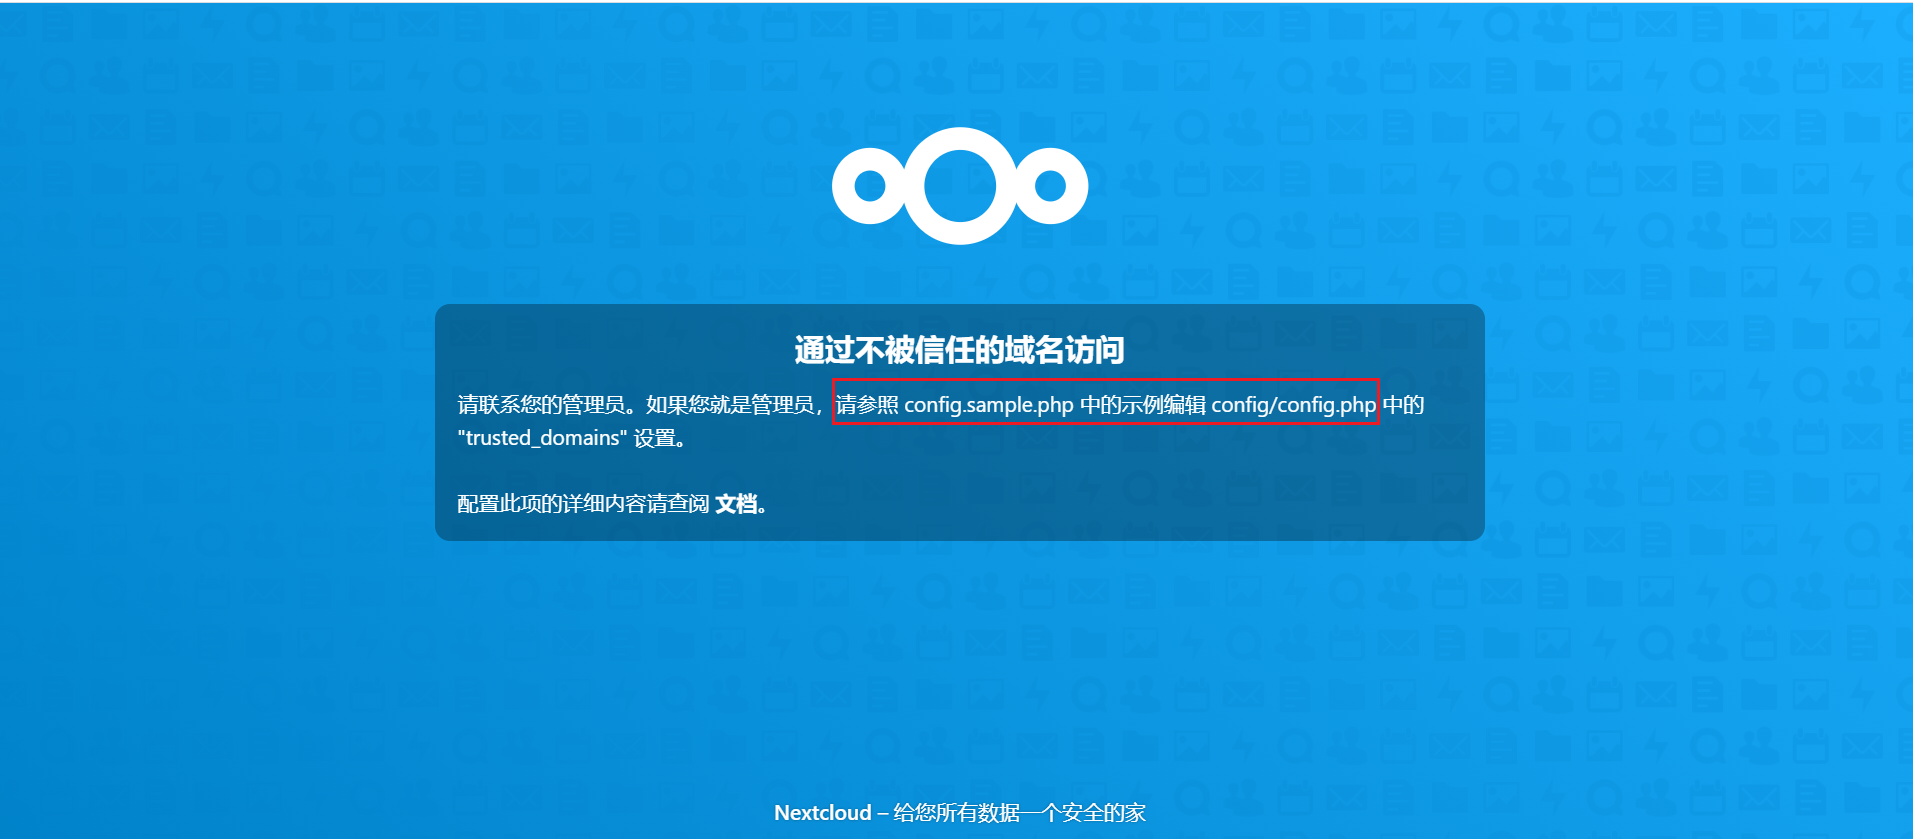 通过不被信任的域名访问
请联系您的管理员。如果您就是管理员，请参照 config.sample.php 中的示例编辑 config/config.php 中的
"trusted_domains" 设置。
配置此项的详细内容请查阅 文档。
Nextcloud – 给您所有数据一个安全的家